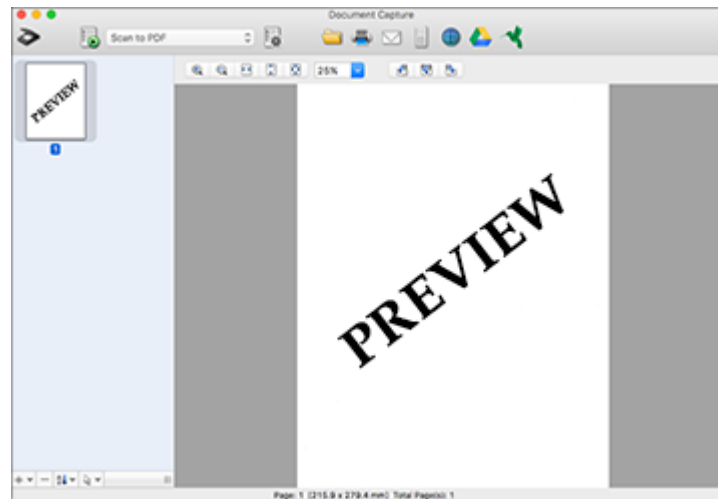 Document Capture
Scan to PDF
25%
PREVIEW
1
PREVIEW
Page: 1 [215.9 x 279.4 mm] Total Page(s): 1